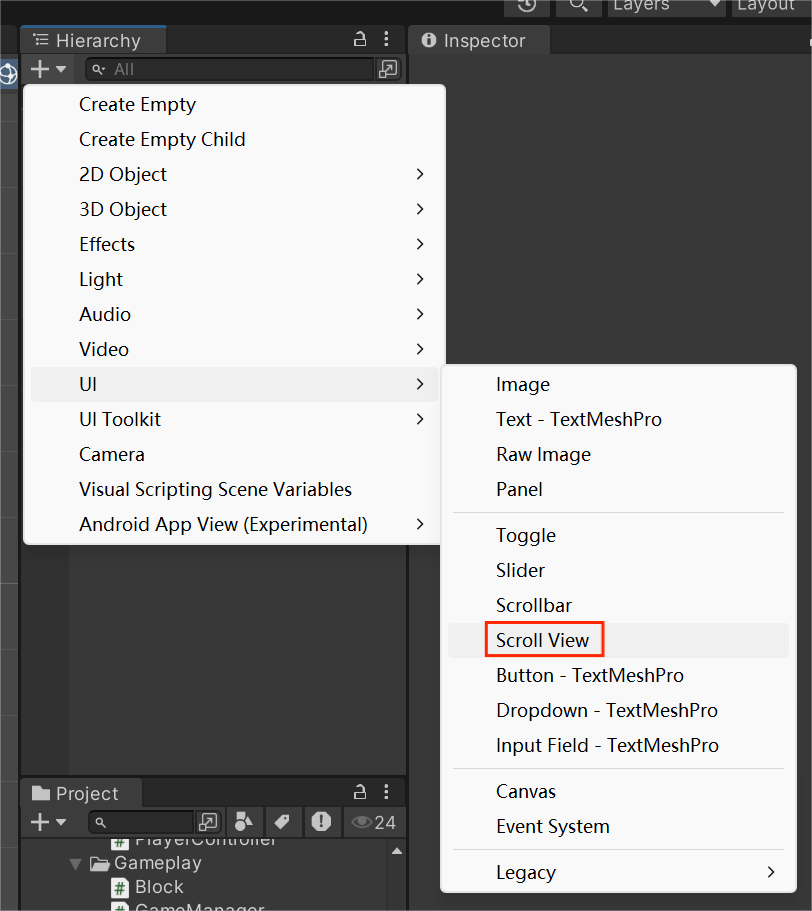 Layers
Layout
Hierarchy
Inspector
All
Create Empty
Create Empty Child
2D Object
3D Object
Effects
Light
Audio
Video
UI
UI Toolkit
Camera
Visual Scripting Scene Variables
Android App View (Experimental)
Image
Text - TextMeshPro
Raw Image
Panel
Toggle
Slider
Scrollbar
Scroll View
Button - TextMeshPro
Dropdown - TextMeshPro
Input Field - TextMeshPro
Canvas
Event System
Legacy
Project
24
# PlayerController
Gameplay
# Block
# GameManager